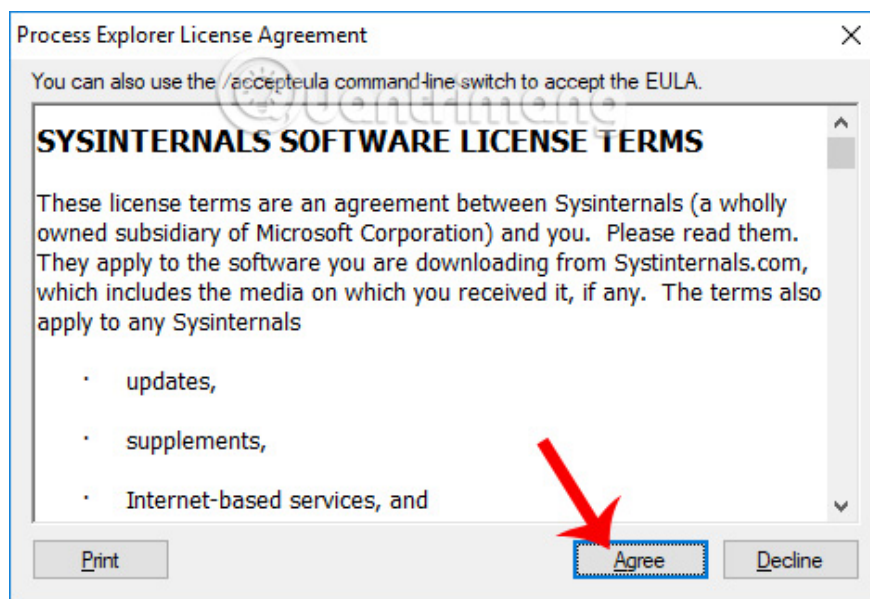 Process Explorer License Agreement
You can also use the /accepteula command-line switch to accept the EULA.
Quantrimang
SYSINTERNALS SOFTWARE LICENSE TERMS
These license terms are an agreement between Sysinternals (a wholly
owned subsidiary of Microsoft Corporation) and you. Please read them.
They apply to the software you are downloading from Systinternals.com,
which includes the media on which you received it, if any. The terms also
apply to any Sysinternals
· updates,
· supplements,
· Internet-based services, and
Print
Agree
Decline